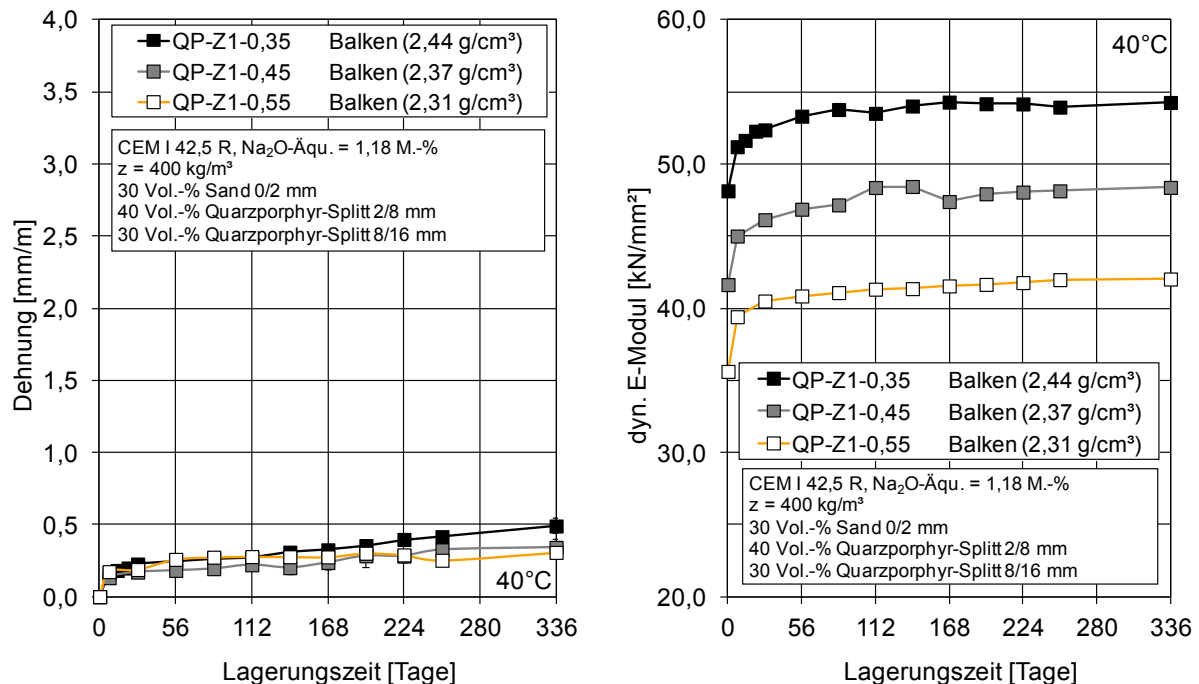 4,0
3,5
3,0
2,5
2,0
1,5
1,0
0,5
0,0
Dehnung [mm/m]
QP-Z1-0,35 Balken (2,44 g/cm³)
QP-Z1-0,45 Balken (2,37 g/cm³)
QP-Z1-0,55 Balken (2,31 g/cm³)
CEM I 42,5 R, Na₂O-Äqu. = 1,18 M.-%
z = 400 kg/m³
30 Vol.-% Sand 0/2 mm
40 Vol.-% Quarzporphyr-Splitt 2/8 mm
30 Vol.-% Quarzporphyr-Splitt 8/16 mm
40°C
0 56 112 168 224 280 336
Lagerungszeit [Tage]
60,0
50,0
40,0
30,0
20,0
dyn. E-Modul [kN/mm²]
40°C
QP-Z1-0,35 Balken (2,44 g/cm³)
QP-Z1-0,45 Balken (2,37 g/cm³)
QP-Z1-0,55 Balken (2,31 g/cm³)
CEM I 42,5 R, Na₂O-Äqu. = 1,18 M.-%
z = 400 kg/m³
30 Vol.-% Sand 0/2 mm
40 Vol.-% Quarzporphyr-Splitt 2/8 mm
30 Vol.-% Quarzporphyr-Splitt 8/16 mm
0 56 112 168 224 280 336
Lagerungszeit [Tage]